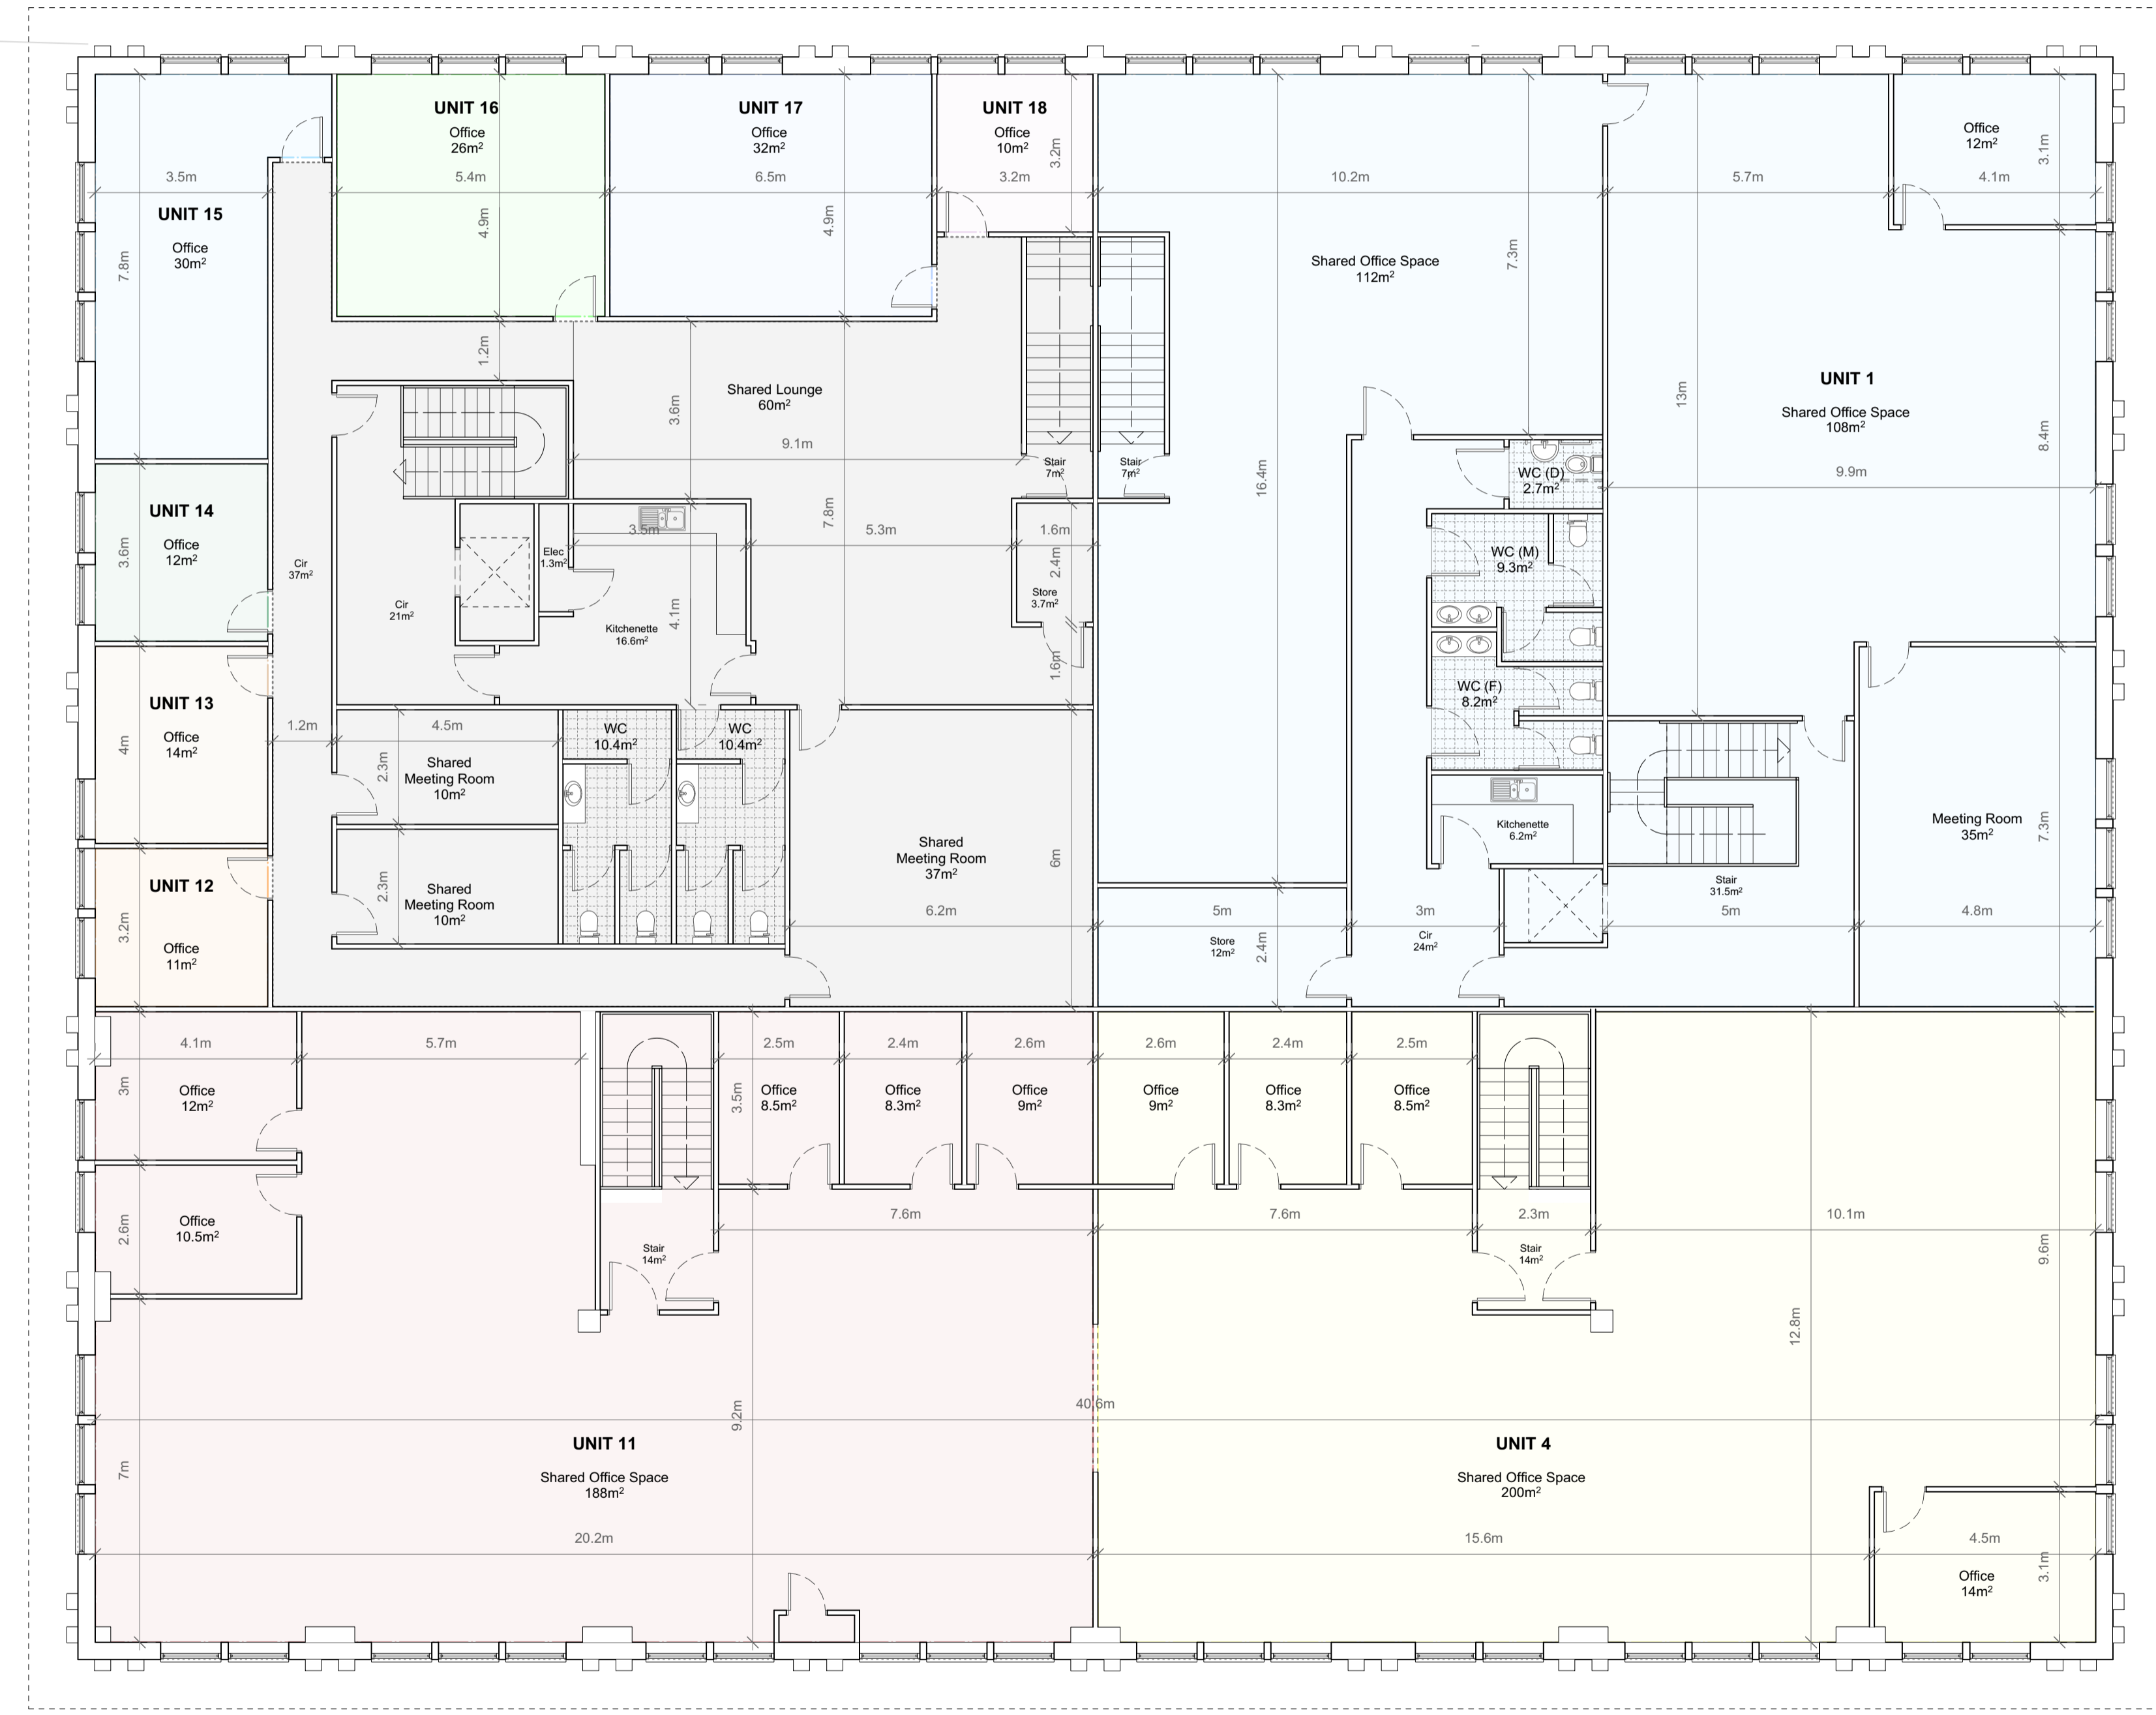 UNIT 16
Office
26m²
5.4m
4.9m
UNIT 17
Office
32m²
6.5m
4.9m
UNIT 18
Office
10m²
3.2m
3.2m
3.5m
UNIT 15
Office
30m²
7.8m
10.2m
Shared Office Space
112m²
7.3m
16.4m
5.7m
Office
12m²
3.1m
4.1m
UNIT 1
Shared Office Space
108m²
13m
8.4m
9.9m
1.2m
Shared Lounge
60m²
3.6m
9.1m
7.8m
Stair
7m²
Stair
7m²
UNIT 14
Office
12m²
3.6m
Cir
37m²
Cir
21m²
Elec
1.3m²
3.5m
5.3m
1.6m
2.4m
Store
3.7m²
1.6m
Kitchenette
16.6m²
4.1m
WC (D)
2.7m²
WC (M)
9.3m²
WC (F)
8.2m²
UNIT 13
Office
14m²
4m
1.2m
4.5m
Shared
Meeting Room
10m²
2.3m
WC
10.4m²
WC
10.4m²
UNIT 12
Office
11m²
3.2m
Shared
Meeting Room
10m²
2.3m
Shared
Meeting Room
37m²
6m
6.2m
Kitchenette
6.2m²
Meeting Room
35m²
7.3m
Stair
31.5m²
5m
Store
12m²
2.4m
3m
Cir
24m²
5m
4.8m
4.1m
Office
12m²
3m
5.7m
2.5m
Office
8.5m²
3.5m
2.4m
Office
8.3m²
2.6m
Office
9m²
2.6m
Office
9m²
2.4m
Office
8.3m²
2.5m
Office
8.5m²
Office
10.5m²
2.6m
Stair
14m²
7.6m
7.6m
2.3m
Stair
14m²
10.1m
9.6m
12.8m
40.6m
9.2m
UNIT 11
Shared Office Space
188m²
7m
20.2m
UNIT 4
Shared Office Space
200m²
15.6m
4.5m
Office
14m²
3.1m